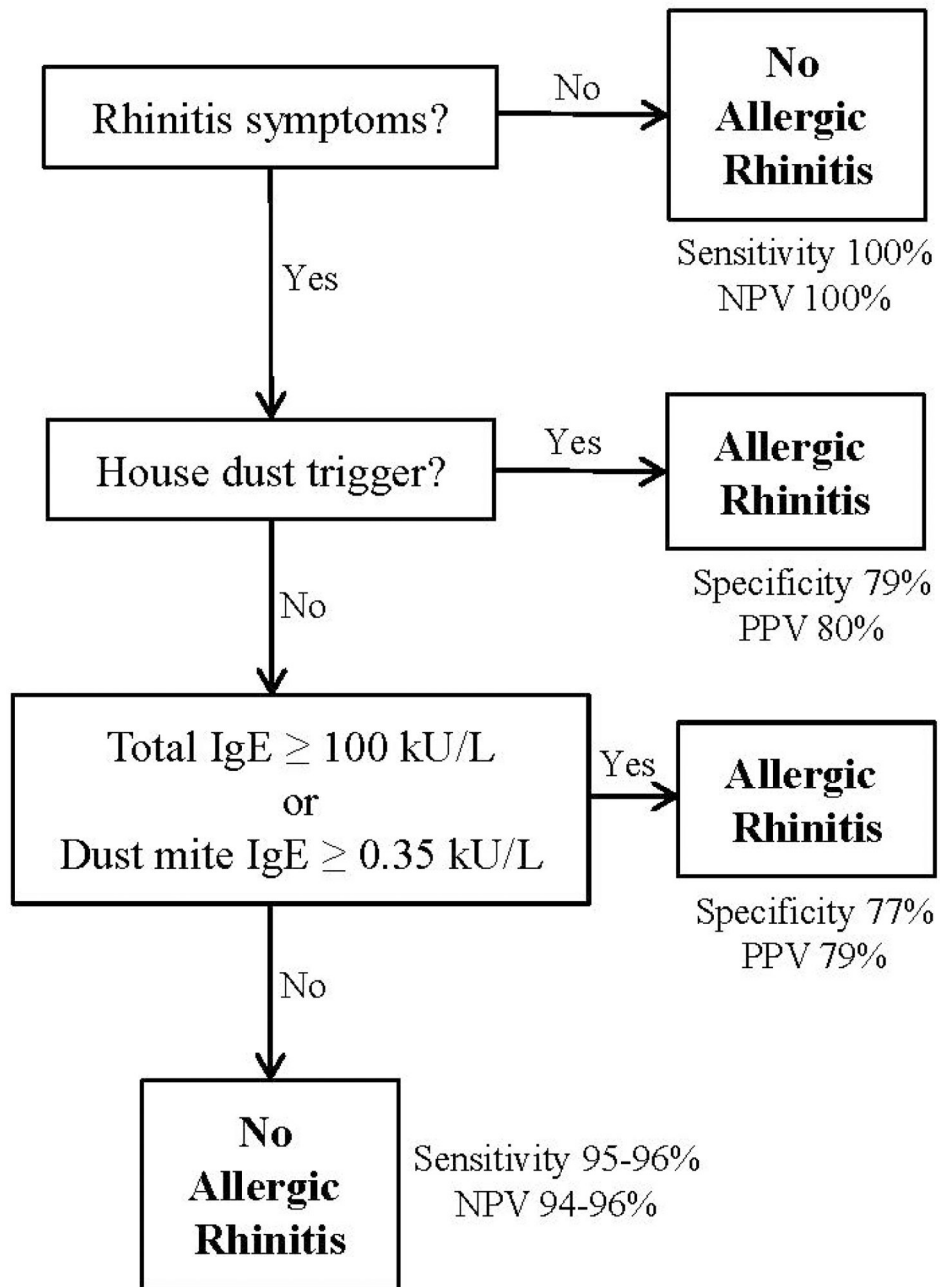 Rhinitis symptoms?
No
No
Allergic
Rhinitis
Sensitivity 100%
NPV 100%
Yes
House dust trigger?
Yes
Allergic
Rhinitis
Specificity 79%
PPV 80%
No
Total IgE ≥ 100 kU/L
or
Dust mite IgE ≥ 0.35 kU/L
Yes
Allergic
Rhinitis
Specificity 77%
PPV 79%
No
No
Allergic
Rhinitis
Sensitivity 95-96%
NPV 94-96%